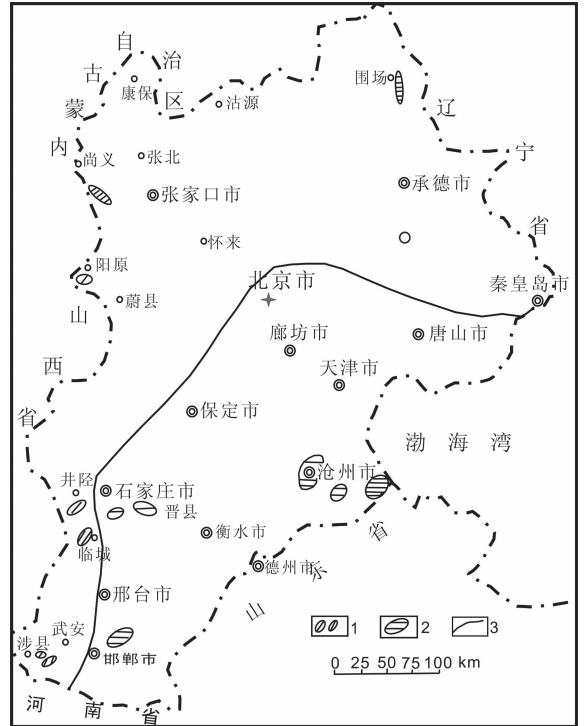 自
治
区
古
蒙
内
康保
沽源
围场
辽
宁
省
尚义
张北
张家口市
承德市
怀来
阳原
蔚县
北京市
秦皇岛市
山
西
省
廊坊市
唐山市
天津市
保定市
渤海湾
沧州市
井陉
石家庄市
晋县
衡水市
临城
德州市
山
东
省
邢台市
武安
涉县
邯郸市
河南省
1
2
3
0 25 50 75 100 km